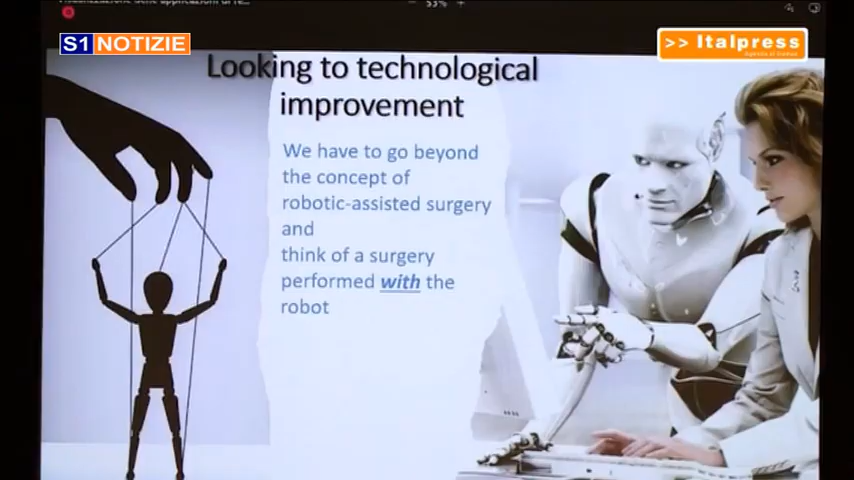 53%
S1 NOTIZIE
>> Italpress
Looking to technological
improvement
We have to go beyond
the concept of
robotic-assisted surgery
and
think of a surgery
performed with the
robot